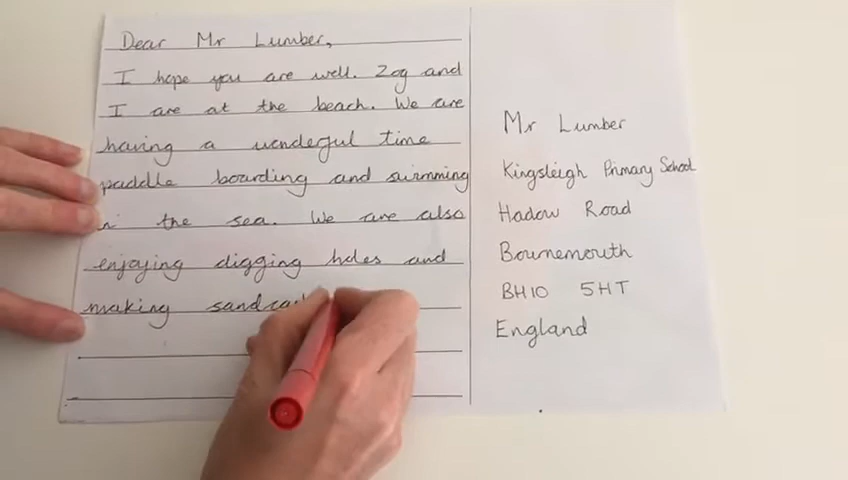 Dear Mr Lumber,
I hope you are well. Zog and
I are at the beach. We are
having a wonderful time
paddle boarding and swimming
the sea. We are also
enjoying digging holes and
making
Mr Lumber
Kingsleigh Primary School
Hadow Road
Bournemouth
BH10 5HT
England